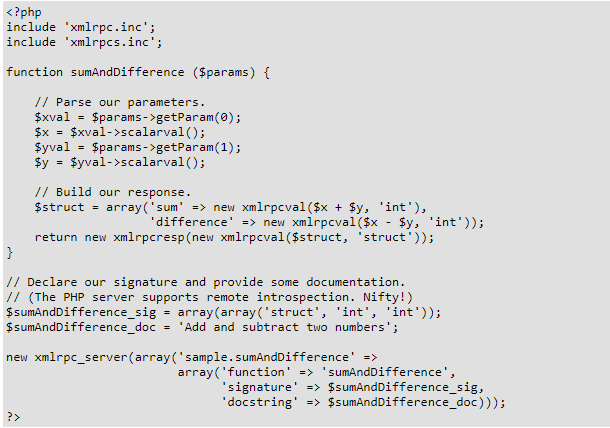 <?php
include 'xmlrpc.inc';
include 'xmlrpcs.inc';

function sumAndDifference ($params) {

    // Parse our parameters.
    $xval = $params->getParam(0);
    $x = $xval->scalarval();
    $yval = $params->getParam(1);
    $y = $yval->scalarval();

    // Build our response.
    $struct = array('sum' => new xmlrpcval($x + $y, 'int'),
                    'difference' => new xmlrpcval($x - $y, 'int'));
    return new xmlrpcresp(new xmlrpcval($struct, 'struct'));
}

// Declare our signature and provide some documentation.
// (The PHP server supports remote introspection. Nifty!)
$sumAndDifference_sig = array(array('struct', 'int', 'int'));
$sumAndDifference_doc = 'Add and subtract two numbers';

new xmlrpc_server(array('sample.sumAndDifference' =>
                        array('function' => 'sumAndDifference',
                              'signature' => $sumAndDifference_sig,
                              'docstring' => $sumAndDifference_doc)));
?>